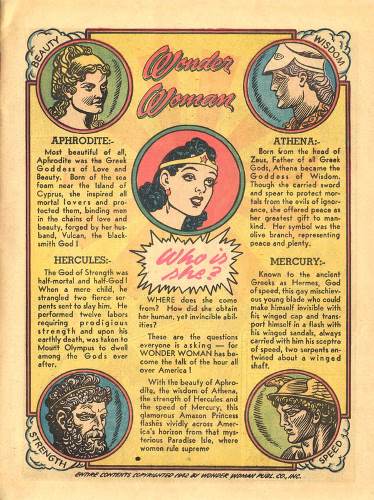 BEAUTY
WISDOM
Wonder
Woman
APHRODITE:-
Most beautiful of all,
Aphrodite was the Greek
Goddess of Love and
Beauty. Born of the sea
foam near the Island of
Cyprus, she inspired all
mortal lovers and pro-
tected them, binding men
in the chains of love and
beauty, forged by her hus-
band, Vulcan, the black-
smith God!
ATHENA:-
Born from the head of
Zeus, Father of all Greek
Gods, Athena became the
Goddess of Wisdom.
Though she carried sword
and spear to protect mor-
tals from the evils of ignor-
ance, she offered peace as
her greatest gift to man-
kind. Her symbol was the
olive branch, representing
peace and plenty.
Who is
she?
HERCULES:-
The God of Strength was
half-mortal and half-God!
When a mere child, he
strangled two fierce ser-
pents sent to slay him. He
performed twelve labors
requiring prodigious
strength and upon his
earthly death, was taken to
Mount Olympus to dwell
among the Gods ever
after.
WHERE does she come
from? How did she obtain
her human, yet invincible abil-
ities?
These are the questions
everyone is asking — for
WONDER WOMAN has be-
come the talk of the hour all
over America!
With the beauty of Aphro-
dite, the wisdom of Athena,
the strength of Hercules and
the speed of Mercury, this
glamorous Amazon Princess
flashes vividly across Amer-
ica's horizon from that mys-
terious Paradise Isle, where
women rule supreme
MERCURY:-
Known to the ancient
Greeks as Hermes, God
of speed, this gay mischiev-
ous young blade who could
make himself invisible with
his winged cap and trans-
port himself in a flash with
his winged sandals, always
carried with him his sceptre
of speed, two serpents en-
twined about a winged
shaft.
STRENGTH
SPEED
ENTIRE CONTENTS COPYRIGHTED 1942 BY WONDER WOMAN PUBL. CO., INC.